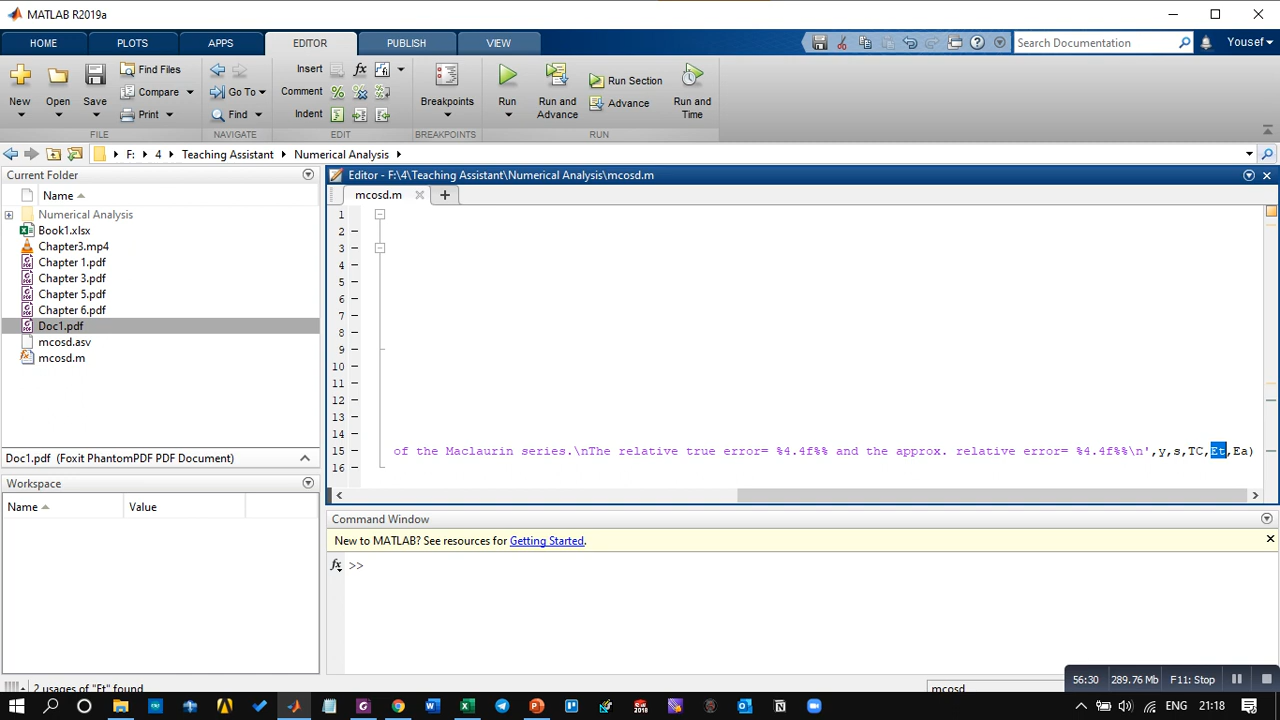 MATLAB R2019a
HOME PLOTS APPS EDITOR PUBLISH VIEW Search Documentation Yousef
New Open Save Find Files Compare Print Go To Find Insert Comment Indent Breakpoints Run Run and Advance Run Section Advance Run and Time
FILE NAVIGATE EDIT BREAKPOINTS RUN
F: 4 Teaching Assistant Numerical Analysis
Current Folder
Name
Numerical Analysis
Book1.xlsx
Chapter3.mp4
Chapter 1.pdf
Chapter 3.pdf
Chapter 5.pdf
Chapter 6.pdf
Doc1.pdf
mcosd.asv
mcosd.m
Doc1.pdf (Foxit PhantomPDF PDF Document)
Workspace
Name Value
Editor - F:\4\Teaching Assistant\Numerical Analysis\mcosd.m
mcosd.m
1
2
3
4
5
6
7
8
9
10
11
12
13
14
15 of the Maclaurin series.\nThe relative true error= %4.4f%% and the approx. relative error= %4.4f%%\n',y,s,TC,Et,Ea)
16
Command Window
New to MATLAB? See resources for Getting Started.
fx >>
2 usages of "Et" found
mcosd
56:30 289.76 MB F11: Stop
ENG 21:18